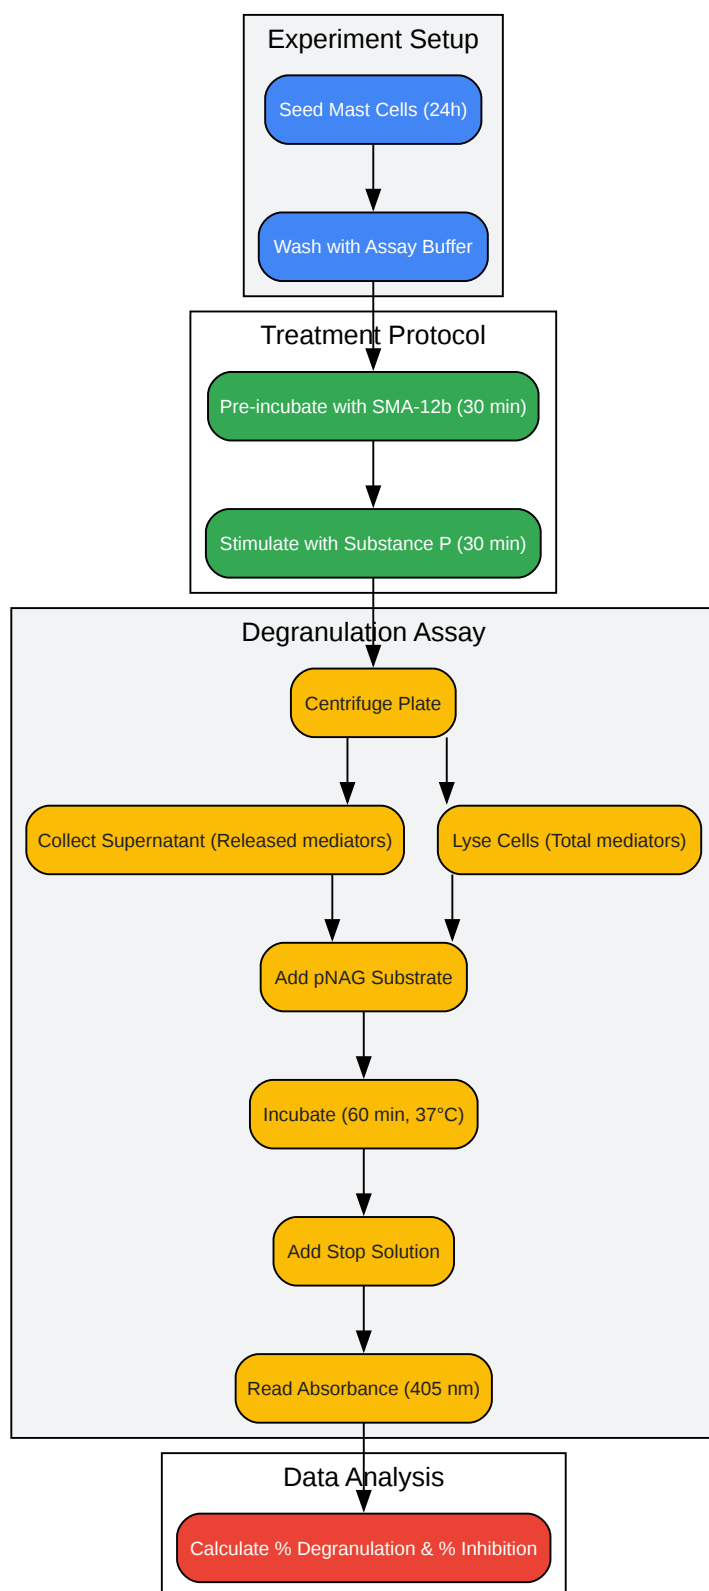 Experiment Setup
Seed Mast Cells (24h)
Wash with Assay Buffer
Treatment Protocol
Pre-incubate with SMA-12b (30 min)
Stimulate with Substance P (30 min)
Degranulation Assay
Centrifuge Plate
Collect Supernatant (Released mediators)
Lyse Cells (Total mediators)
Add pNAG Substrate
Incubate (60 min, 37°C)
Add Stop Solution
Read Absorbance (405 nm)
Data Analysis
Calculate % Degranulation & % Inhibition